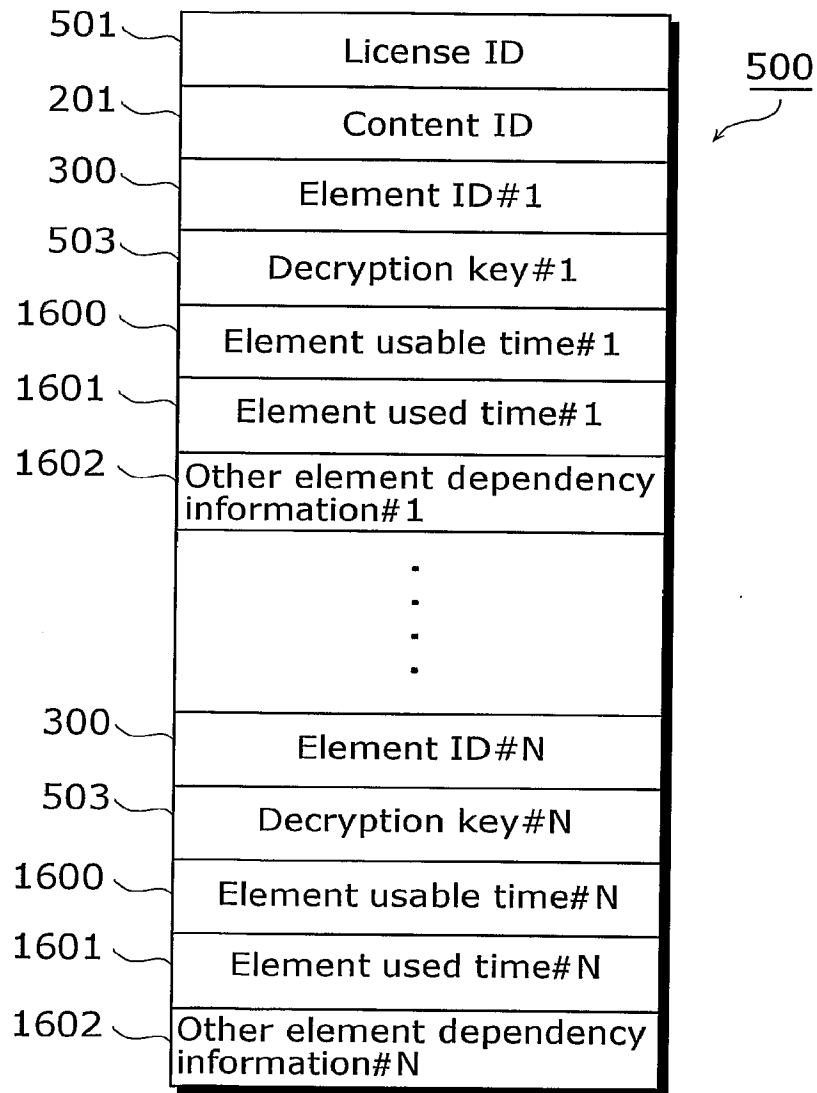 501
License ID
500
201
Content ID
300
Element ID#1
503
Decryption key#1
1600
Element usable time#1
1601
Element used time#1
1602
Other element dependency
information#1
300
Element ID#N
503
Decryption key#N
1600
Element usable time#N
1601
Element used time#N
1602
Other element dependency
information#N